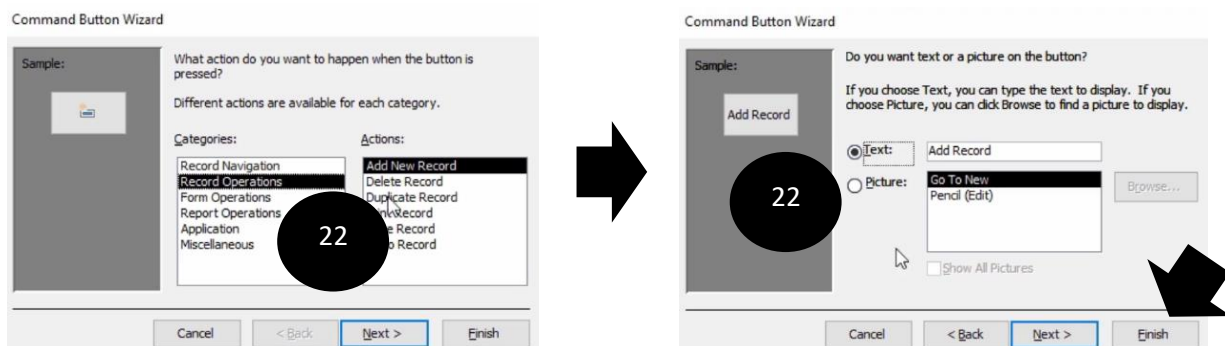 Command Button Wizard
Sample:
What action do you want to happen when the button is
pressed?
Different actions are available for each category.
Categories:
Actions:
Record Navigation
Record Operations
Form Operations
Report Operations
Application
Miscellaneous
Add New Record
Delete Record
Duplicate Record
Record
Record
Record
22
Cancel
< Back
Next >
Finish
Command Button Wizard
Sample:
Add Record
Do you want text or a picture on the button?
If you choose Text, you can type the text to display. If you
choose Picture, you can click Browse to find a picture to display.
Text:
Add Record
Picture:
Go To New
Pencil (Edit)
Browse...
Show All Pictures
22
Cancel
< Back
Next >
Finish